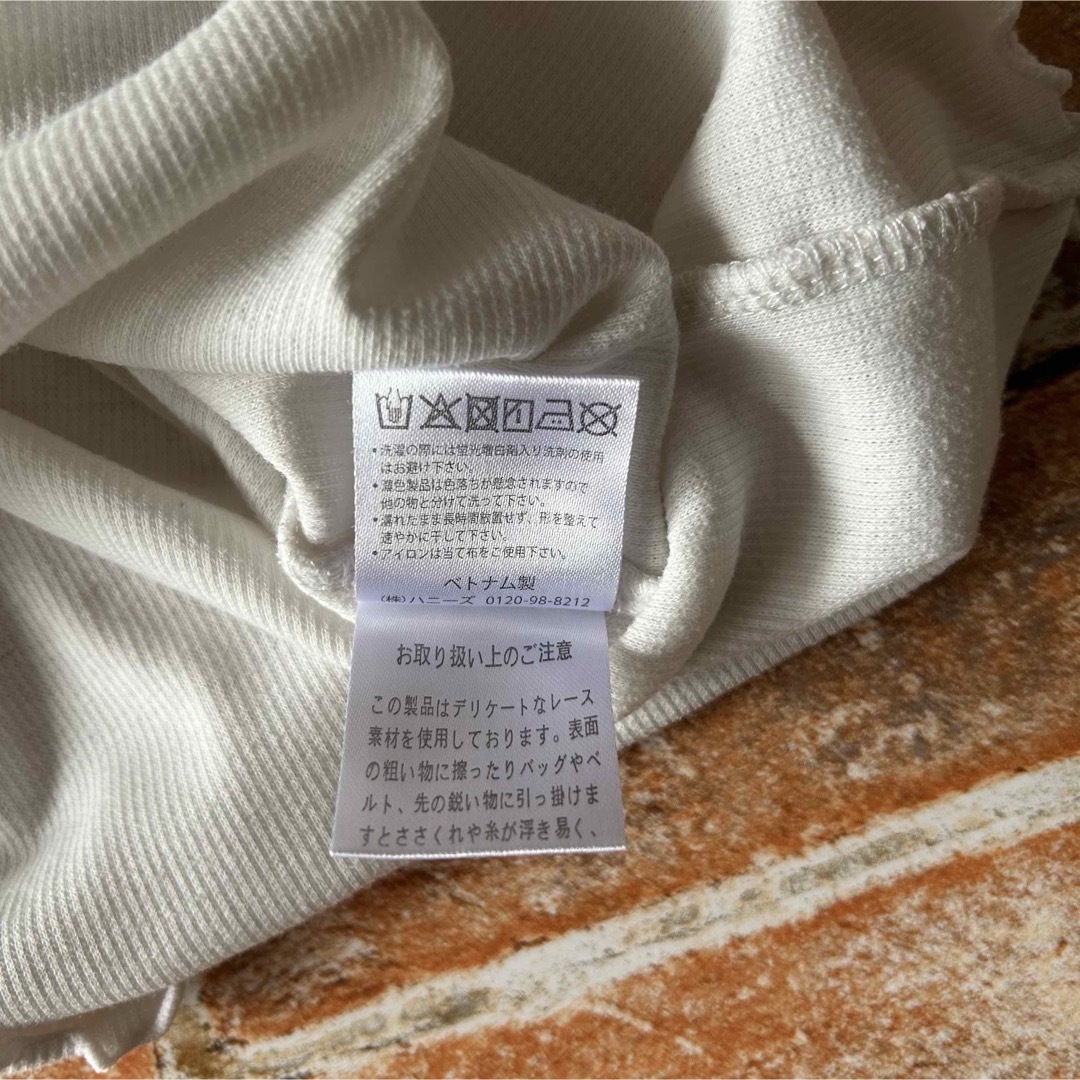 •洗濯の際には蛍光増白剤入り洗剤の使用
はお避け下さい。
•濃色製品は色落ちが懸念されますので
他の物と分けて洗って下さい。
•濡れたまま長時間放置せず、形を整えて
速やかに干して下さい。
•アイロンは当て布をご使用下さい。
ベトナム製
(株)ハニーズ 0120-98-8212
お取り扱い上のご注意
この製品はデリケートなレース
素材を使用しております。表面
の粗い物に擦ったりバッグやベ
ルト、先の鋭い物に引っ掛けま
すとささくれや糸が浮き易く、